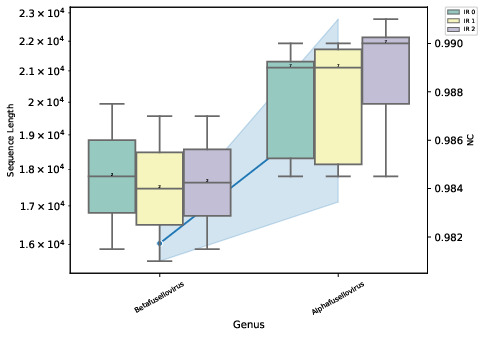 2.3 × 10⁴
2.2 × 10⁴
2.1 × 10⁴
2 × 10⁴
1.9 × 10⁴
1.8 × 10⁴
1.7 × 10⁴
1.6 × 10⁴
Sequence Length
IR 0
IR 1
IR 2
0.990
0.988
0.986
0.984
0.982
NC
Betafusellovirus
Alphafusellovirus
Genus